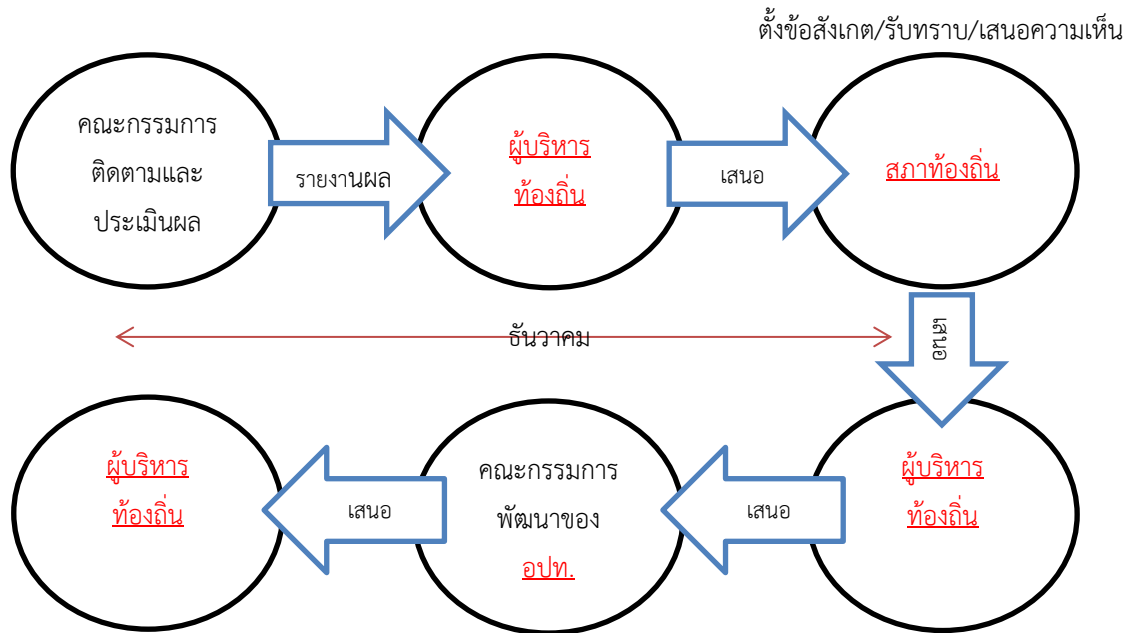 ตั้งข้อสังเกต/รับทราบ/เสนอความเห็น
คณะกรรมการ
ติดตามและ
ประเมินผล
รายงานผล
ผู้บริหาร
ท้องถิ่น
เสนอ
สภาท้องถิ่น
ธันวาคม
เสนอ
ผู้บริหาร
ท้องถิ่น
เสนอ
คณะกรรมการ
พัฒนาของ
อปท.
เสนอ
ผู้บริหาร
ท้องถิ่น